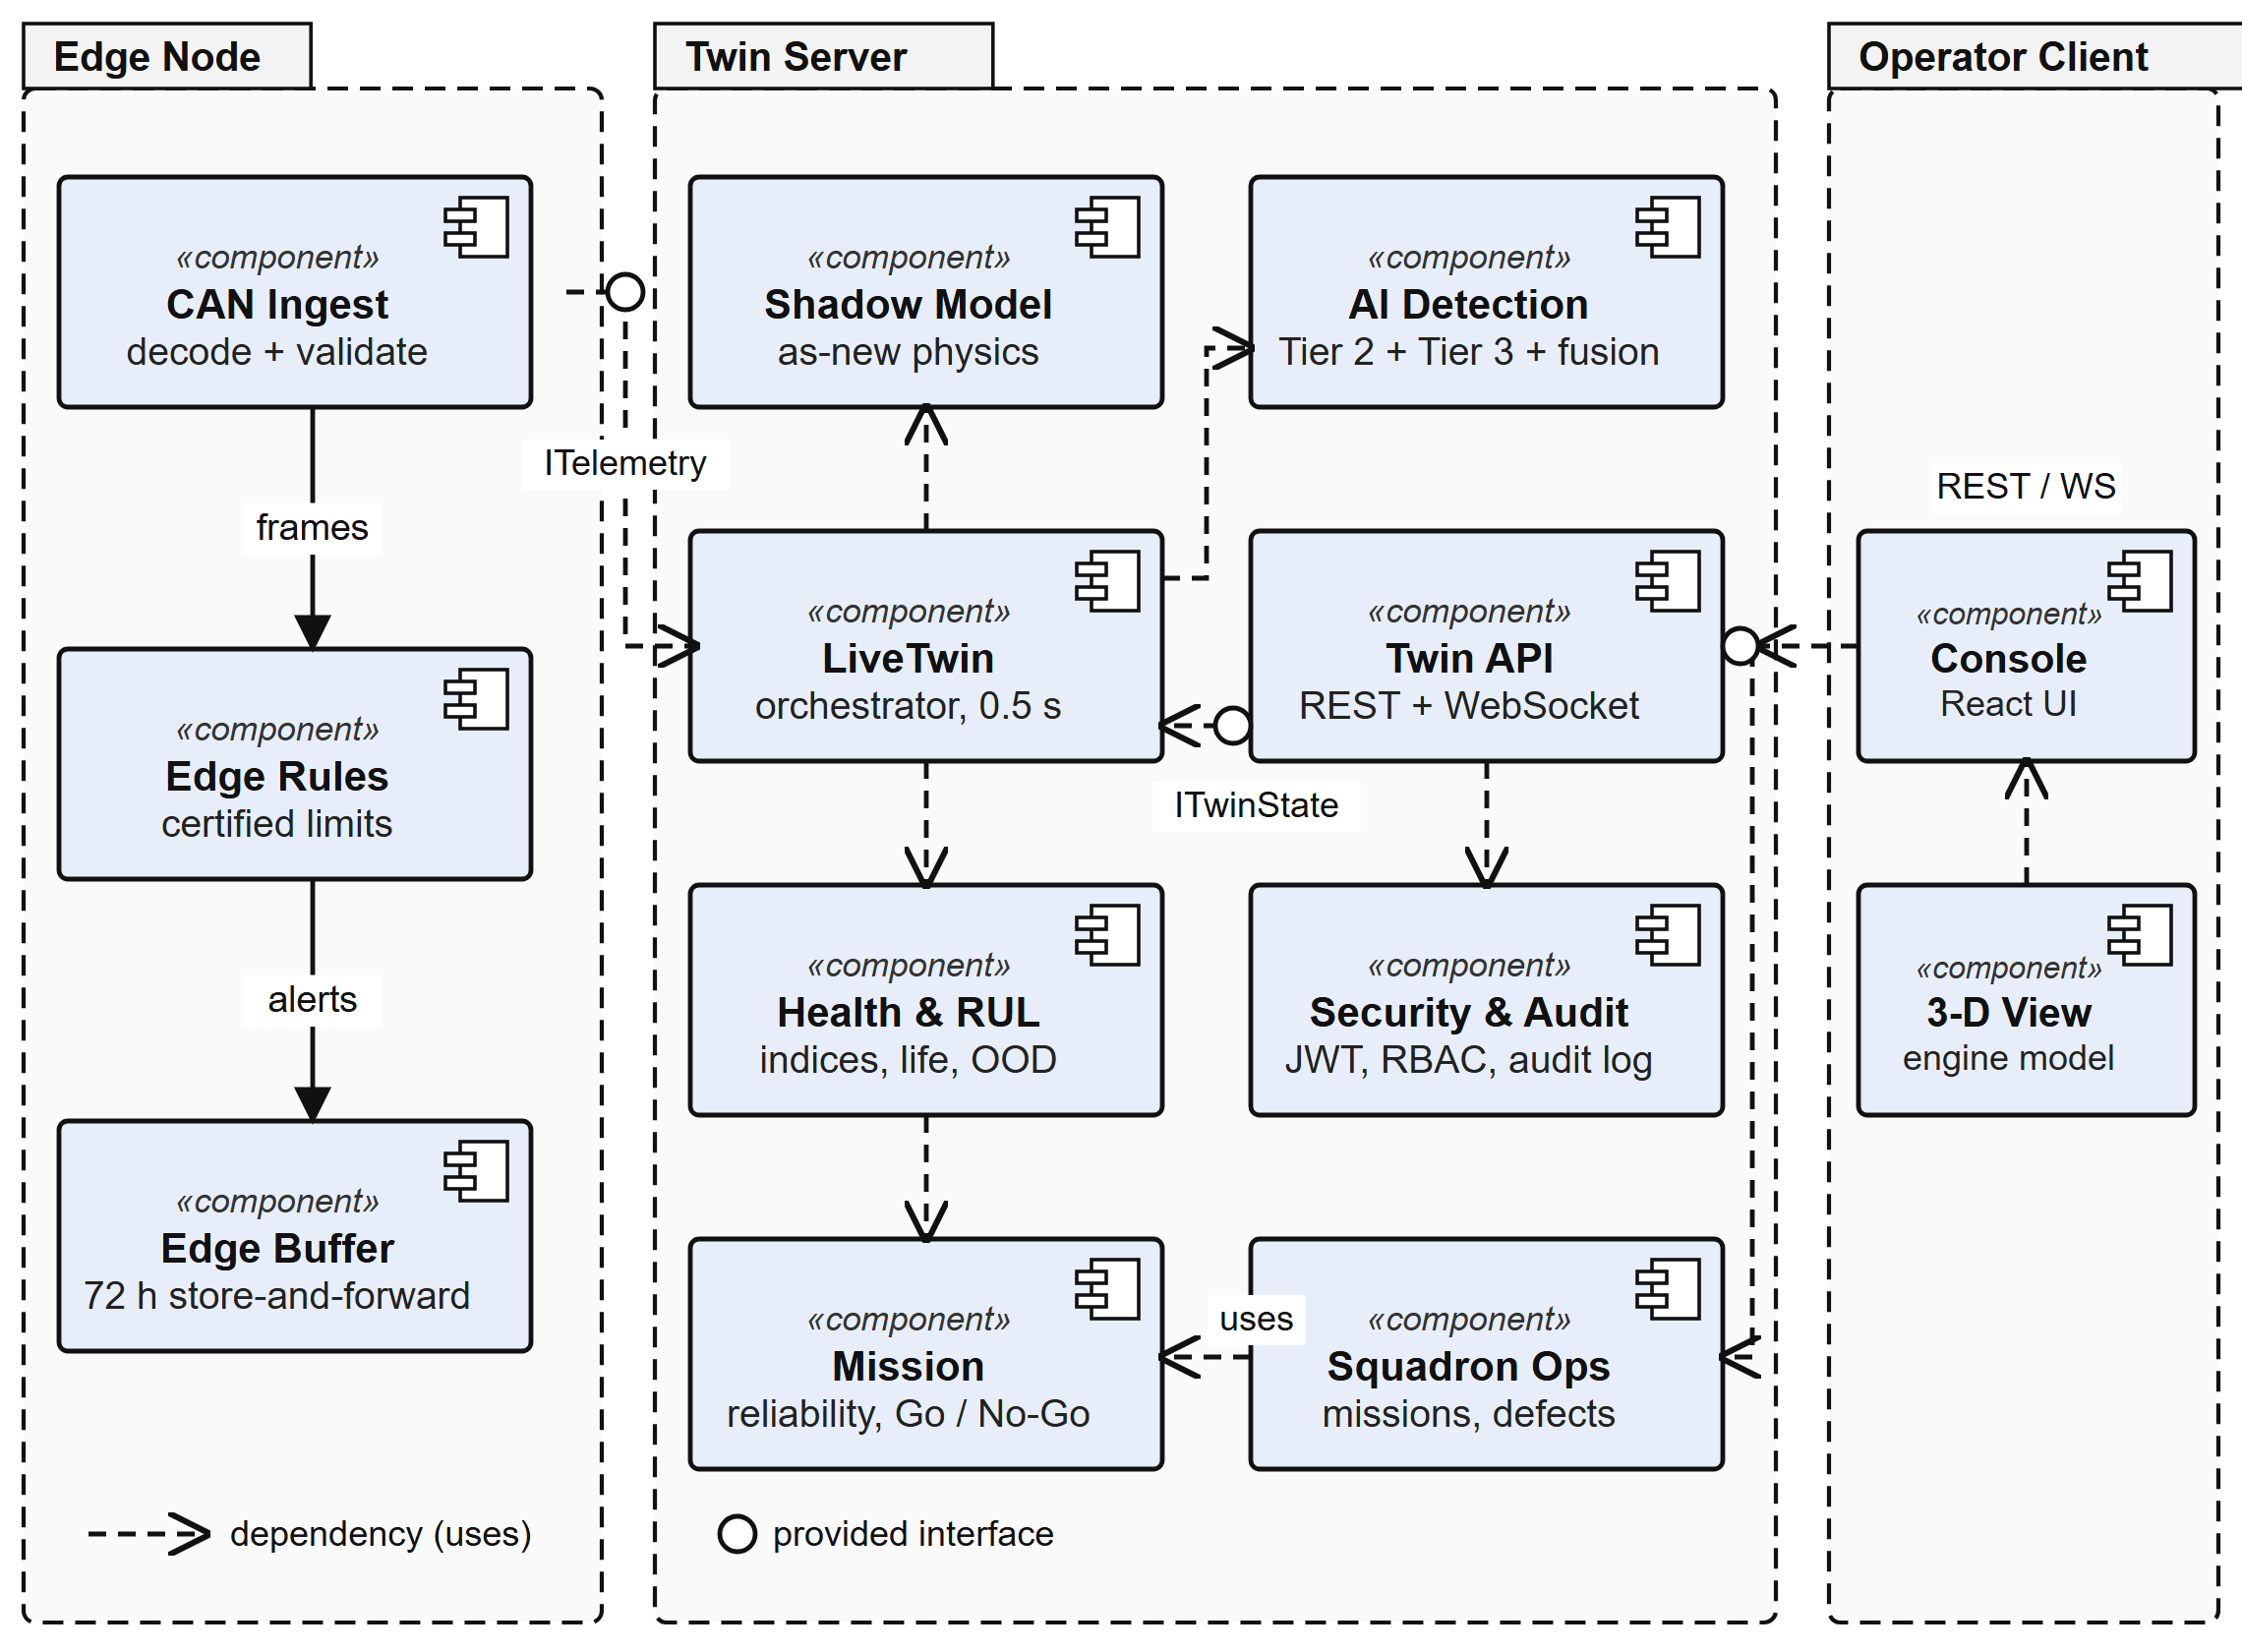 Edge Node
«component»
CAN Ingest
decode + validate
frames
«component»
Edge Rules
certified limits
alerts
«component»
Edge Buffer
72 h store-and-forward
dependency (uses)
ITelemetry
Twin Server
«component»
Shadow Model
as-new physics
«component»
AI Detection
Tier 2 + Tier 3 + fusion
«component»
LiveTwin
orchestrator, 0.5 s
«component»
Twin API
REST + WebSocket
ITwinState
«component»
Health & RUL
indices, life, OOD
«component»
Security & Audit
JWT, RBAC, audit log
«component»
Mission
reliability, Go / No-Go
uses
«component»
Squadron Ops
missions, defects
provided interface
Operator Client
REST / WS
«component»
Console
React UI
«component»
3-D View
engine model